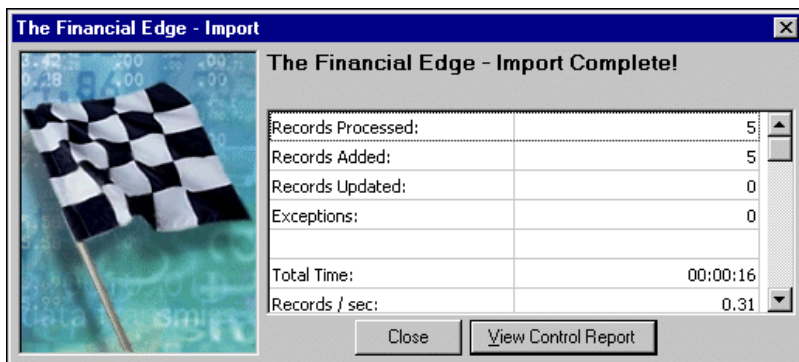 The Financial Edge - Import
The Financial Edge - Import Complete!
Records Processed: 5
Records Added: 5
Records Updated: 0
Exceptions: 0
Total Time: 00:00:16
Records / sec: 0.31
Close
View Control Report